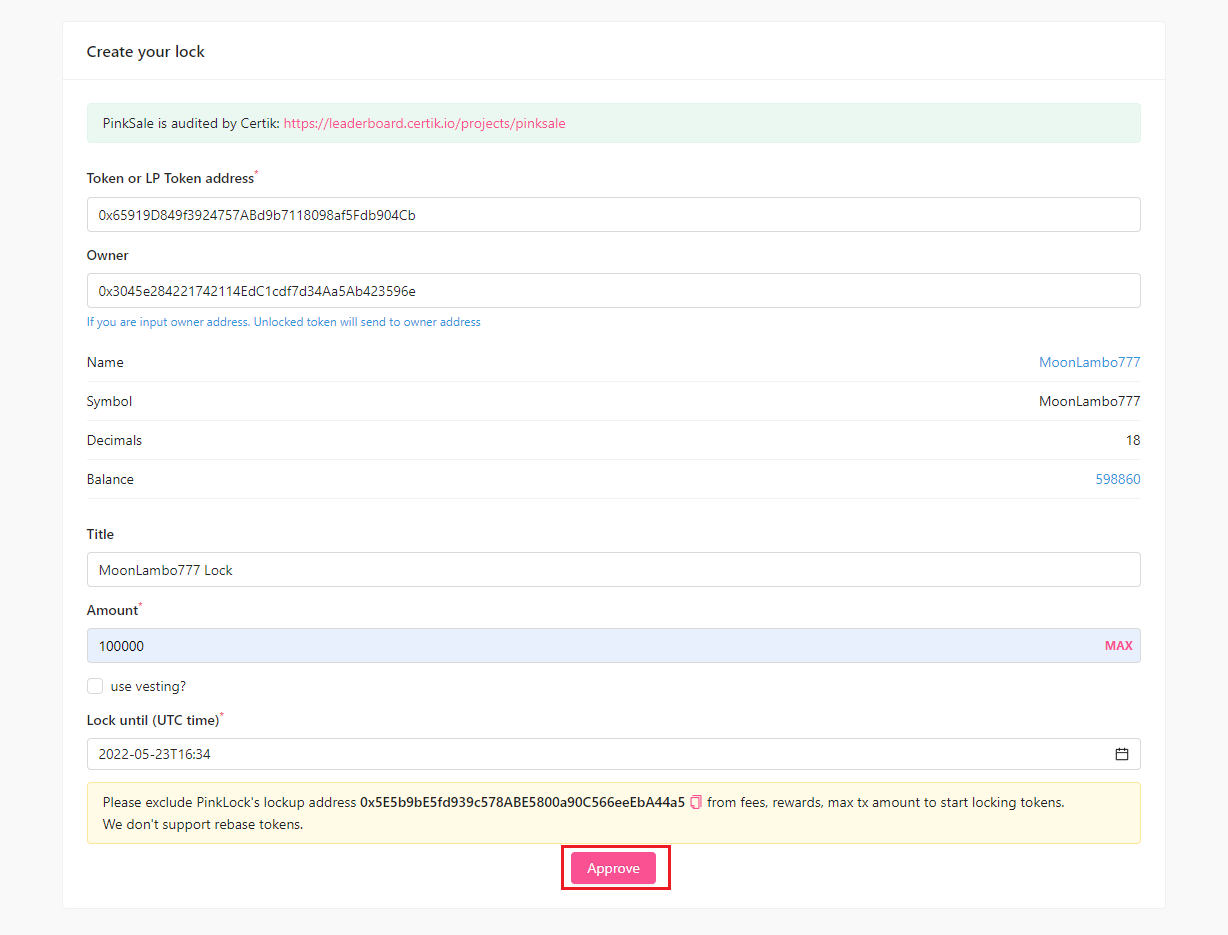 Create your lock
PinkSale is audited by Certik: https://leaderboard.certik.io/projects/pinksale
Token or LP Token address*
0x65919D849f3924757ABd9b7118098af5Fdb904Cb
Owner
0x3045e284221742114EdC1cdf7d34Aa5Ab423596e
If you are input owner address. Unlocked token will send to owner address
Name MoonLambo777
Symbol MoonLambo777
Decimals 18
Balance 598860
Title
MoonLambo777 Lock
Amount*
100000 MAX
use vesting?
Lock until (UTC time)*
2022-05-23T16:34
Please exclude PinkLock's lockup address 0x5E5b9bE5fd939c578ABE5800a90C566eeEbA44a5 from fees, rewards, max tx amount to start locking tokens.
We don't support rebase tokens.
Approve